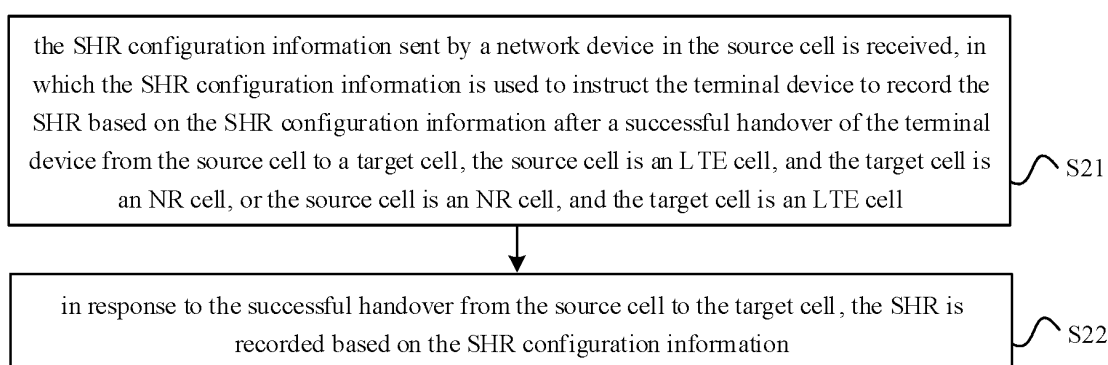 the SHR configuration information sent by a network device in the source cell is received, in
which the SHR configuration information is used to instruct the terminal device to record the
SHR based on the SHR configuration information after a successful handover of the terminal
device from the source cell to a target cell, the source cell is an LTE cell, and the target cell is
an NR cell, or the source cell is an NR cell, and the target cell is an LTE cell
S21
in response to the successful handover from the source cell to the target cell, the SHR is
recorded based on the SHR configuration information
S22